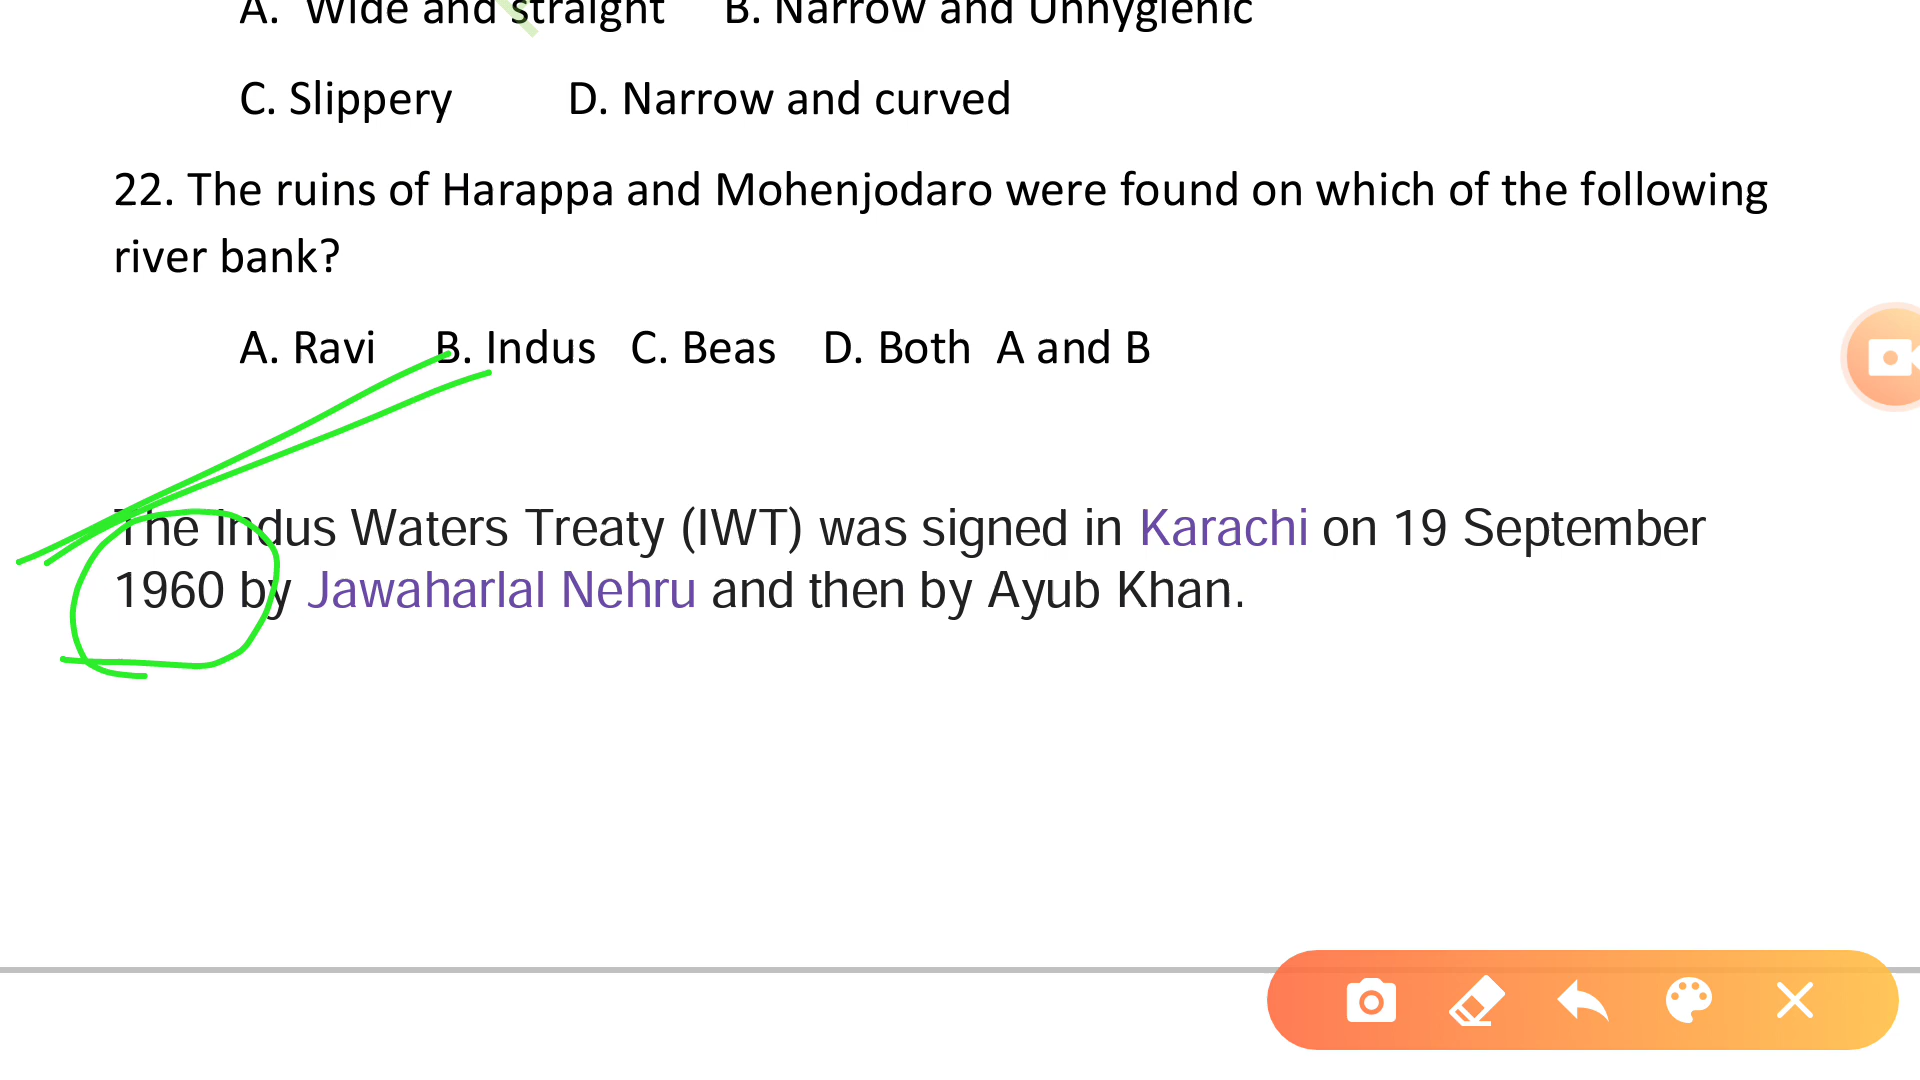 A. Wide and straight B. Narrow and Unhygienic
C. Slippery D. Narrow and curved
22. The ruins of Harappa and Mohenjodaro were found on which of the following
river bank?
A. Ravi B. Indus C. Beas D. Both A and B
The Indus Waters Treaty (IWT) was signed in Karachi on 19 September
1960 by Jawaharlal Nehru and then by Ayub Khan.